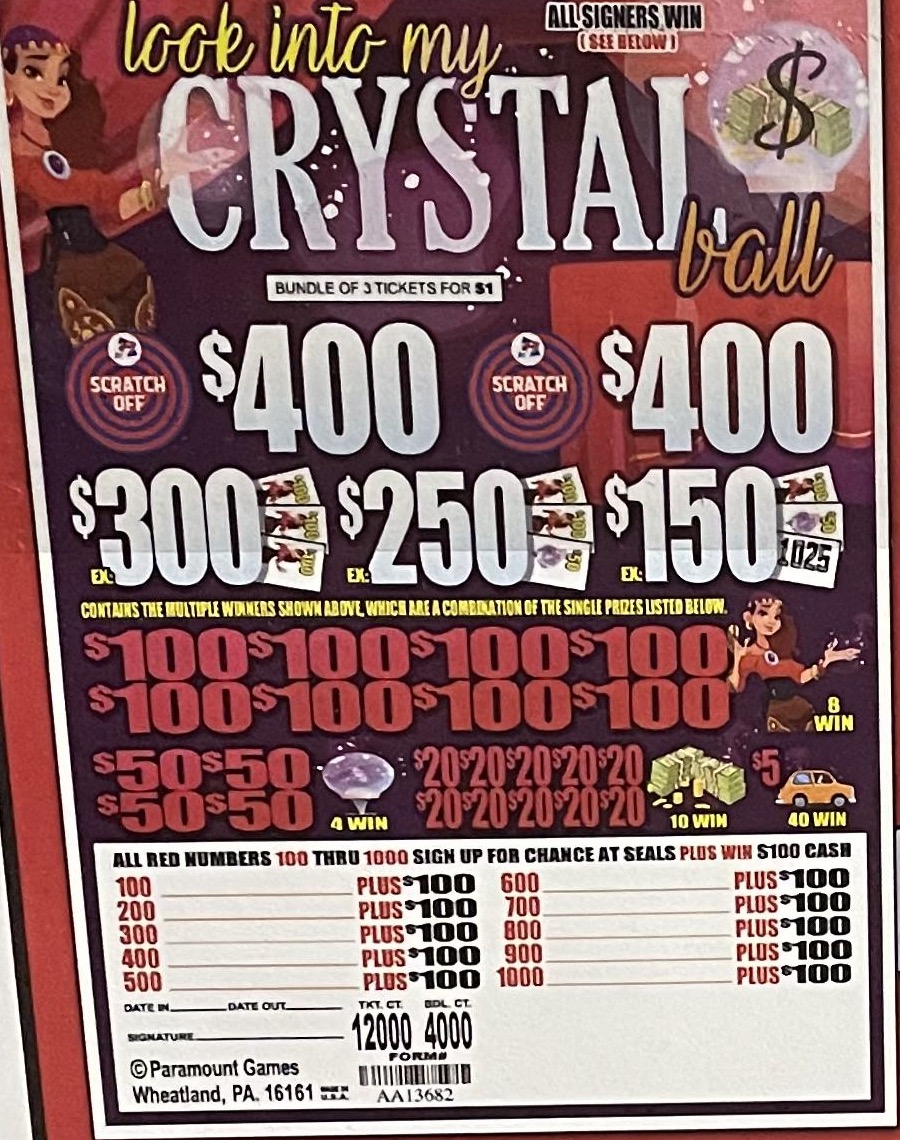 look into my
ALL SIGNERS WIN
(SEE BELOW)
CRYSTAL
$
ball
BUNDLE OF 3 TICKETS FOR $1
SCRATCH OFF $400 SCRATCH OFF $400
$300 $250 $150
EX: EX: EX: 1025
CONTAINS THE MULTIPLE WINNERS SHOWN ABOVE, WHICH ARE A COMBINATION OF THE SINGLE PRIZES LISTED BELOW.
$100 $100 $100 $100
$100 $100 $100 $100 8 WIN
$50 $50 $20 $20 $20 $20 $20 $5
$50 $50 4 WIN $20 $20 $20 $20 $20 10 WIN 40 WIN
ALL RED NUMBERS 100 THRU 1000 SIGN UP FOR CHANCE AT SEALS PLUS WIN $100 CASH
100 PLUS $100 600 PLUS $100
200 PLUS $100 700 PLUS $100
300 PLUS $100 800 PLUS $100
400 PLUS $100 900 PLUS $100
500 PLUS $100 1000 PLUS $100
DATE IN DATE OUT TKT. CT. BDL. CT.
SIGNATURE 12000 4000
FORM#
©Paramount Games
Wheatland, PA. 16161 MADE IN U.S.A. AA13682